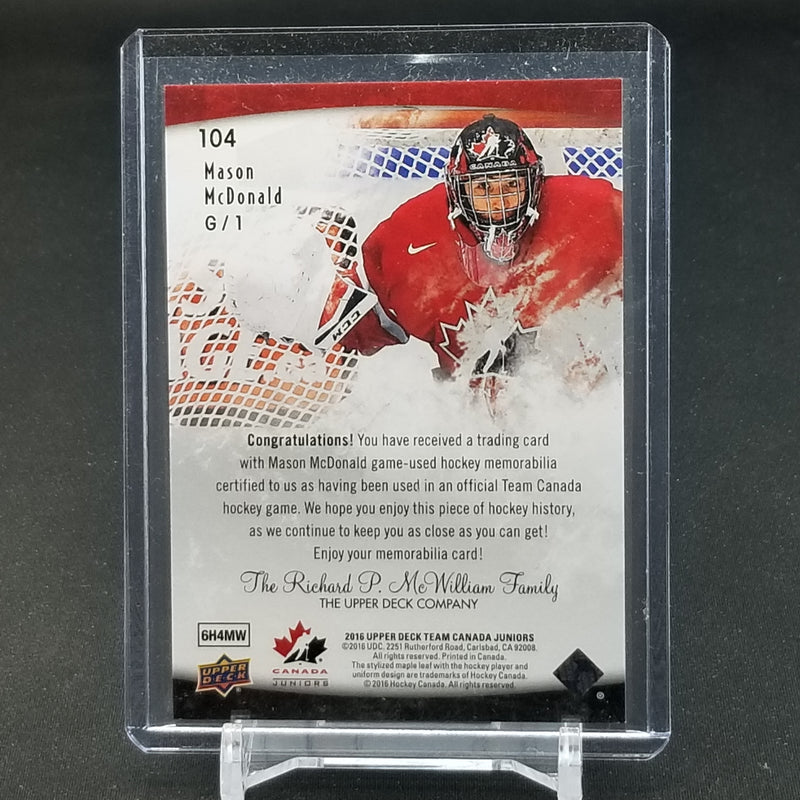 104
Mason
McDonald
G/1
CANADA
CCM
Congratulations! You have received a trading card
with Mason McDonald game-used hockey memorabilia
certified to us as having been used in an official Team Canada
hockey game. We hope you enjoy this piece of hockey history,
as we continue to keep you as close as you can get!
Enjoy your memorabilia card!
The Richard P. McWilliam Family
THE UPPER DECK COMPANY
6H4MW
UPPER
DECK
CANADA
JUNIORS
2016 UPPER DECK TEAM CANADA JUNIORS
©2016 UDC. 2251 Rutherford Road, Carlsbad, CA 92008.
All rights reserved. Printed in Canada.
The stylized maple leaf with the hockey player and
uniform design are trademarks of Hockey Canada.
©2016 Hockey Canada. All rights reserved.
®